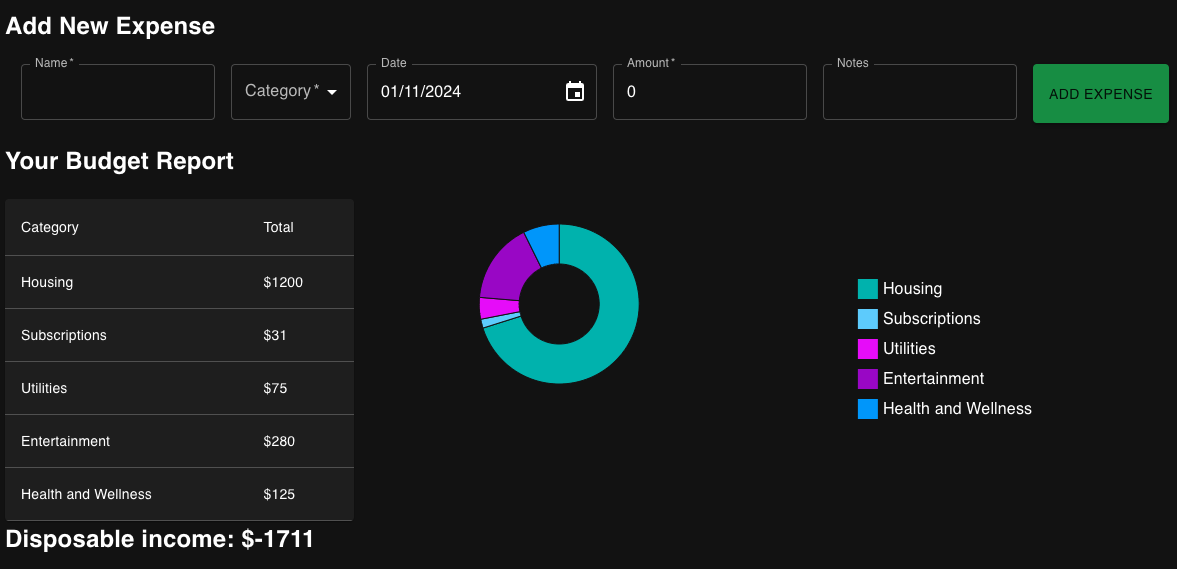 Add New Expense
Name *
Category *
Date
01/11/2024
Amount *
0
Notes
ADD EXPENSE
Your Budget Report
Category Total
Housing $1200
Subscriptions $31
Utilities $75
Entertainment $280
Health and Wellness $125
Housing
Subscriptions
Utilities
Entertainment
Health and Wellness
Disposable income: $-1711